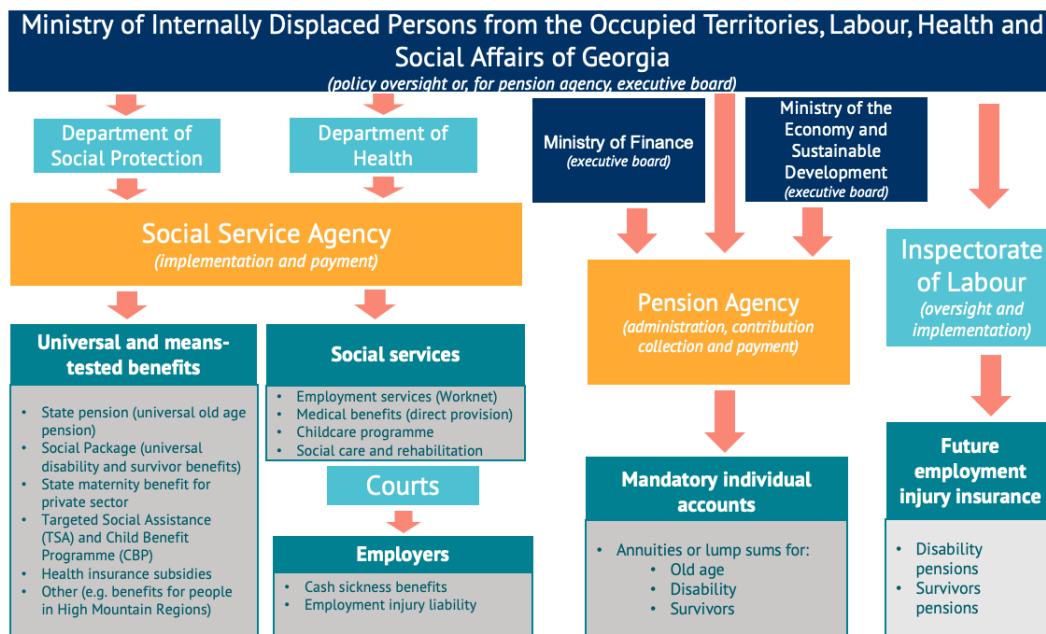 Ministry of Internally Displaced Persons from the Occupied Territories, Labour, Health and
Social Affairs of Georgia
(policy oversight or, for pension agency, executive board)
Department of
Social Protection
Department of
Health
Ministry of Finance
(executive board)
Ministry of the
Economy and
Sustainable
Development
(executive board)
Social Service Agency
(implementation and payment)
Pension Agency
(administration, contribution
collection and payment)
Inspectorate
of Labour
(oversight and
implementation)
Universal and means-
tested benefits
• State pension (universal old age
pension)
• Social Package (universal
disability and survivor benefits)
• State maternity benefit for
private sector
• Targeted Social Assistance
(TSA) and Child Benefit
Programme (CBP)
• Health insurance subsidies
• Other (e.g. benefits for people
in High Mountain Regions)
Social services
• Employment services (Worknet)
• Medical benefits (direct provision)
• Childcare programme
• Social care and rehabilitation
Courts
Employers
• Cash sickness benefits
• Employment injury liability
Mandatory individual
accounts
• Annuities or lump sums for:
• Old age
• Disability
• Survivors
Future
employment
injury insurance
• Disability
pensions
• Survivors
pensions